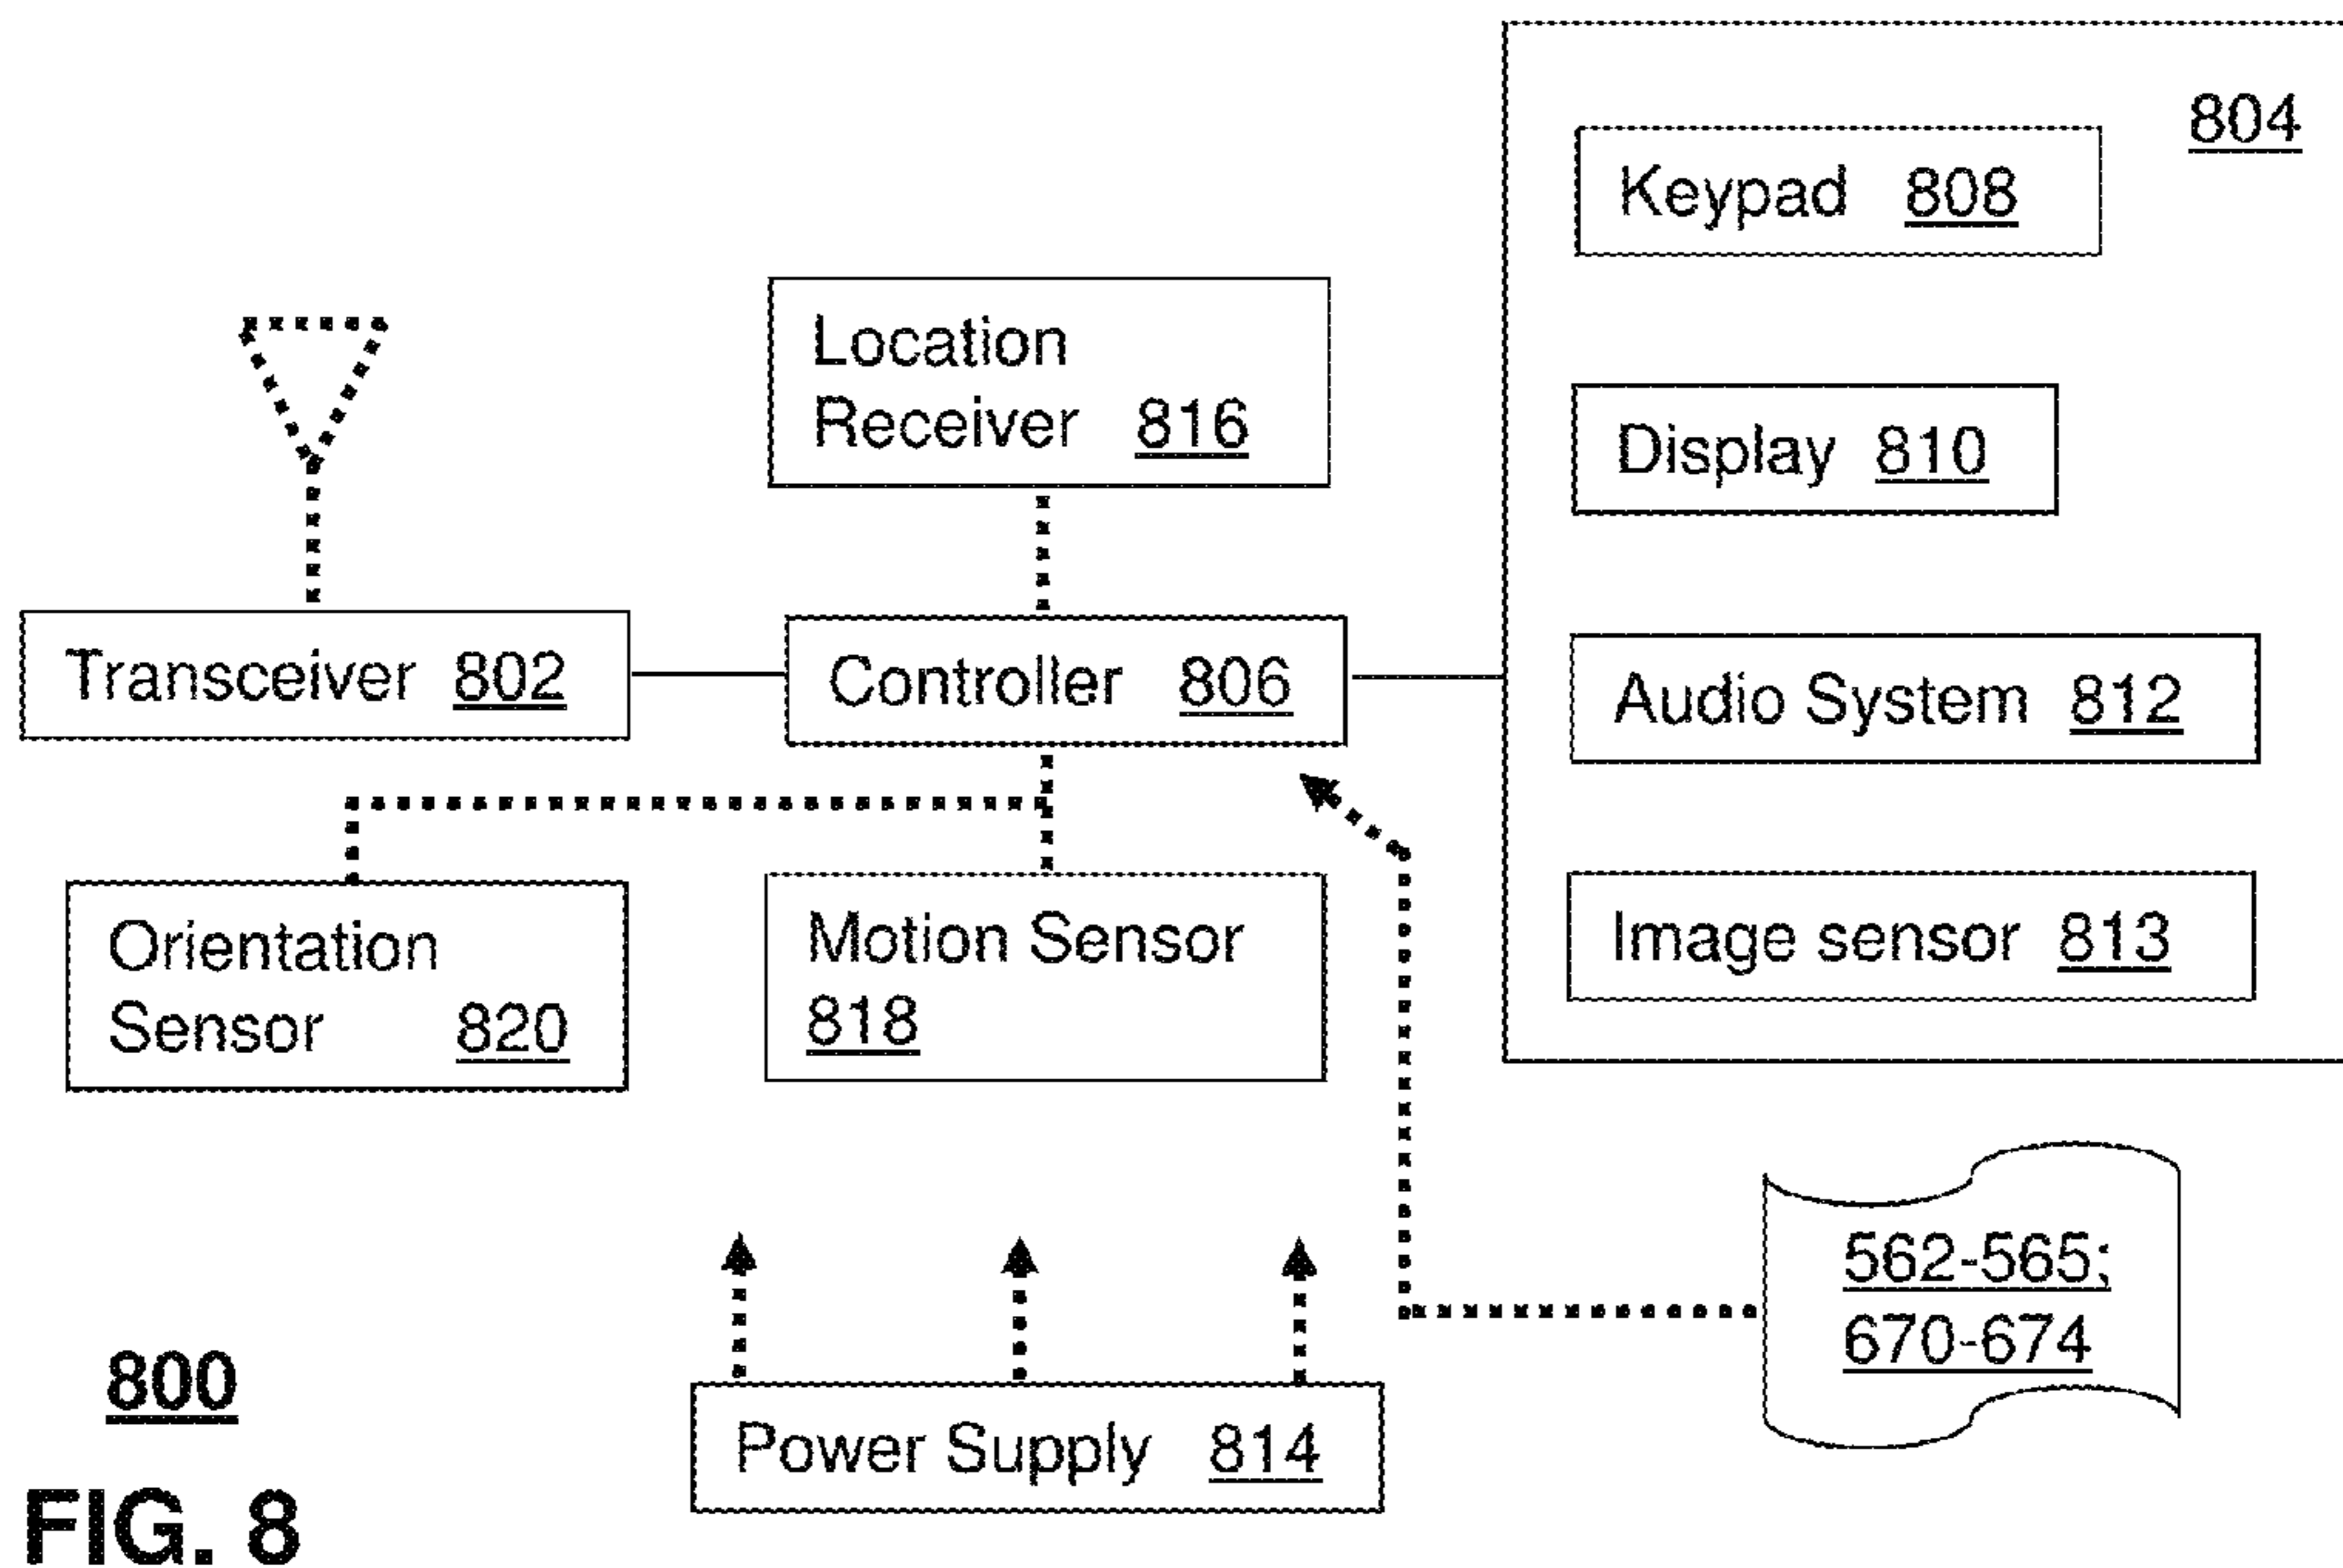 804
Keypad 808
Location
Receiver 816
Display 810
Transceiver 802
Controller 806
Audio System 812
Orientation
Sensor 820
Motion Sensor
818
Image sensor 813
562-565;
670-674
800
Power Supply 814
FIG. 8